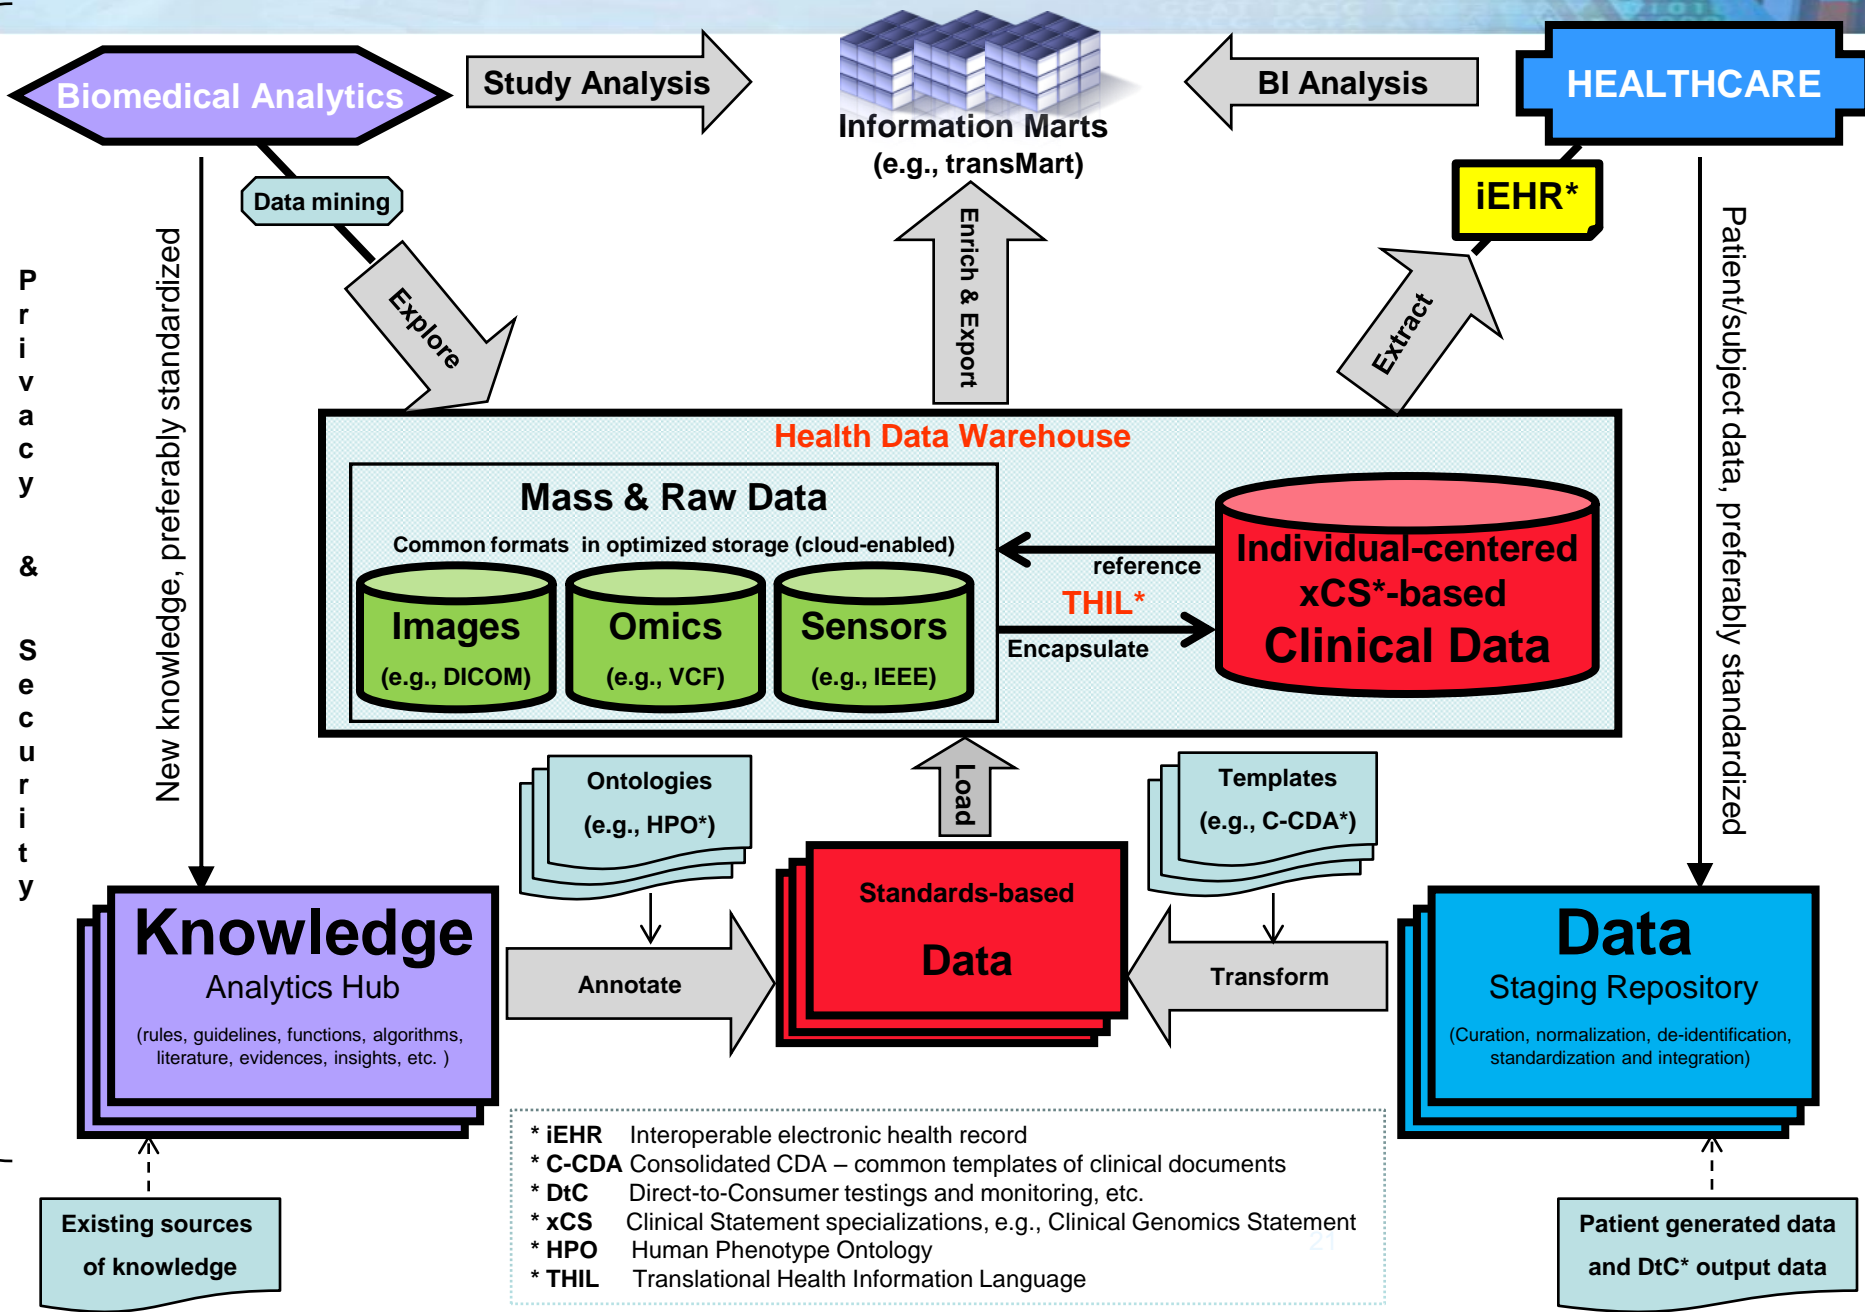 Biomedical Analytics
Study Analysis
Information Marts
(e.g., transMart)
BI Analysis
HEALTHCARE
Data mining
iEHR*
Explore
Enrich & Export
Extract
Privacy & Security
New knowledge, preferably standardized
Patient/subject data, preferably standardized
Health Data Warehouse
Mass & Raw Data
Common formats in optimized storage (cloud-enabled)
Images
(e.g., DICOM)
Omics
(e.g., VCF)
Sensors
(e.g., IEEE)
reference
THIL*
Encapsulate
Individual-centered
xCS*-based
Clinical Data
Ontologies
(e.g., HPO*)
Load
Templates
(e.g., C-CDA*)
Knowledge
Analytics Hub
(rules, guidelines, functions, algorithms,
literature, evidences, insights, etc. )
Annotate
Standards-based
Data
Transform
Data
Staging Repository
(Curation, normalization, de-identification,
standardization and integration)
* iEHR Interoperable electronic health record
* C-CDA Consolidated CDA – common templates of clinical documents
* DtC Direct-to-Consumer testings and monitoring, etc.
* xCS Clinical Statement specializations, e.g., Clinical Genomics Statement
* HPO Human Phenotype Ontology
* THIL Translational Health Information Language
21
Existing sources
of knowledge
Patient generated data
and DtC* output data